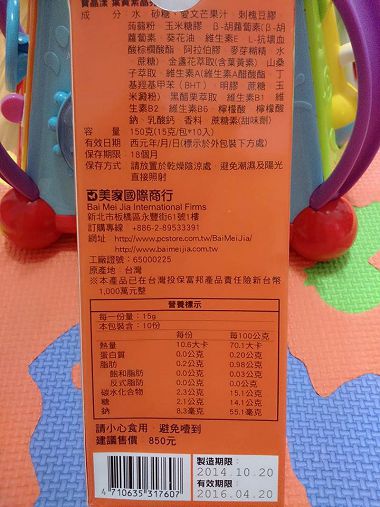 寶晶漾 葉黃素晶
成 分 水 砂糖、愛文芒果汁 刺槐豆膠
蒟蒻粉 玉米糖膠 β-胡蘿蔔素(β-胡
蘿蔔素 葵花油 維生素E L-抗壞血
酸棕櫚酸酯 阿拉伯膠 麥芽糊精 水
蔗糖) 金盞花萃取(含葉黃素) 山桑
子萃取 維生素A(維生素A醋酸酯 丁
基羥基甲苯(BHT) 明膠 蔗糖 玉
米澱粉) 黑醋栗萃取 維生素B1 維
生素B2 維生素B6 檸檬酸 檸檬酸
鈉 乳酸鈣 香料 蔗糖素(甜味劑)
容 量 150克(15克/包*10入)
有效日期 西元年/月/日(標示於外包裝下方處)
保存期限 18個月
保存方式 請放置於乾燥陰涼處 避免潮濕及陽光
直接照射
美家國際商行
Bai Mei Jia International Firms
新北市板橋區永豐街61號1樓
訂購專線 +886-2-89533391
網址 http://www.pcstore.com.tw/BaiMeiJia/
http://www.baimeijia.com.tw/
工廠證號：65000225
原產地 台灣
※本產品已在台灣投保富邦產品責任險新台幣
1,000萬元整
營養標示
每一份量：15g
本包裝含：10份
每份 每100公克
熱量 10.6大卡 70.1大卡
蛋白質 0.0公克 0.20公克
脂肪 0.2公克 0.98公克
飽和脂肪 0.0公克 0.03公克
反式脂肪 0.0公克 0.0公克
碳水化合物 2.3公克 15.1公克
糖 2.1公克 14.1公克
鈉 8.3毫克 55.1毫克
請小心食用 避免噎到
建議售價：850元
製造期限：
2014.10.20
有效期限：
2016.04.20
4 710635 317607